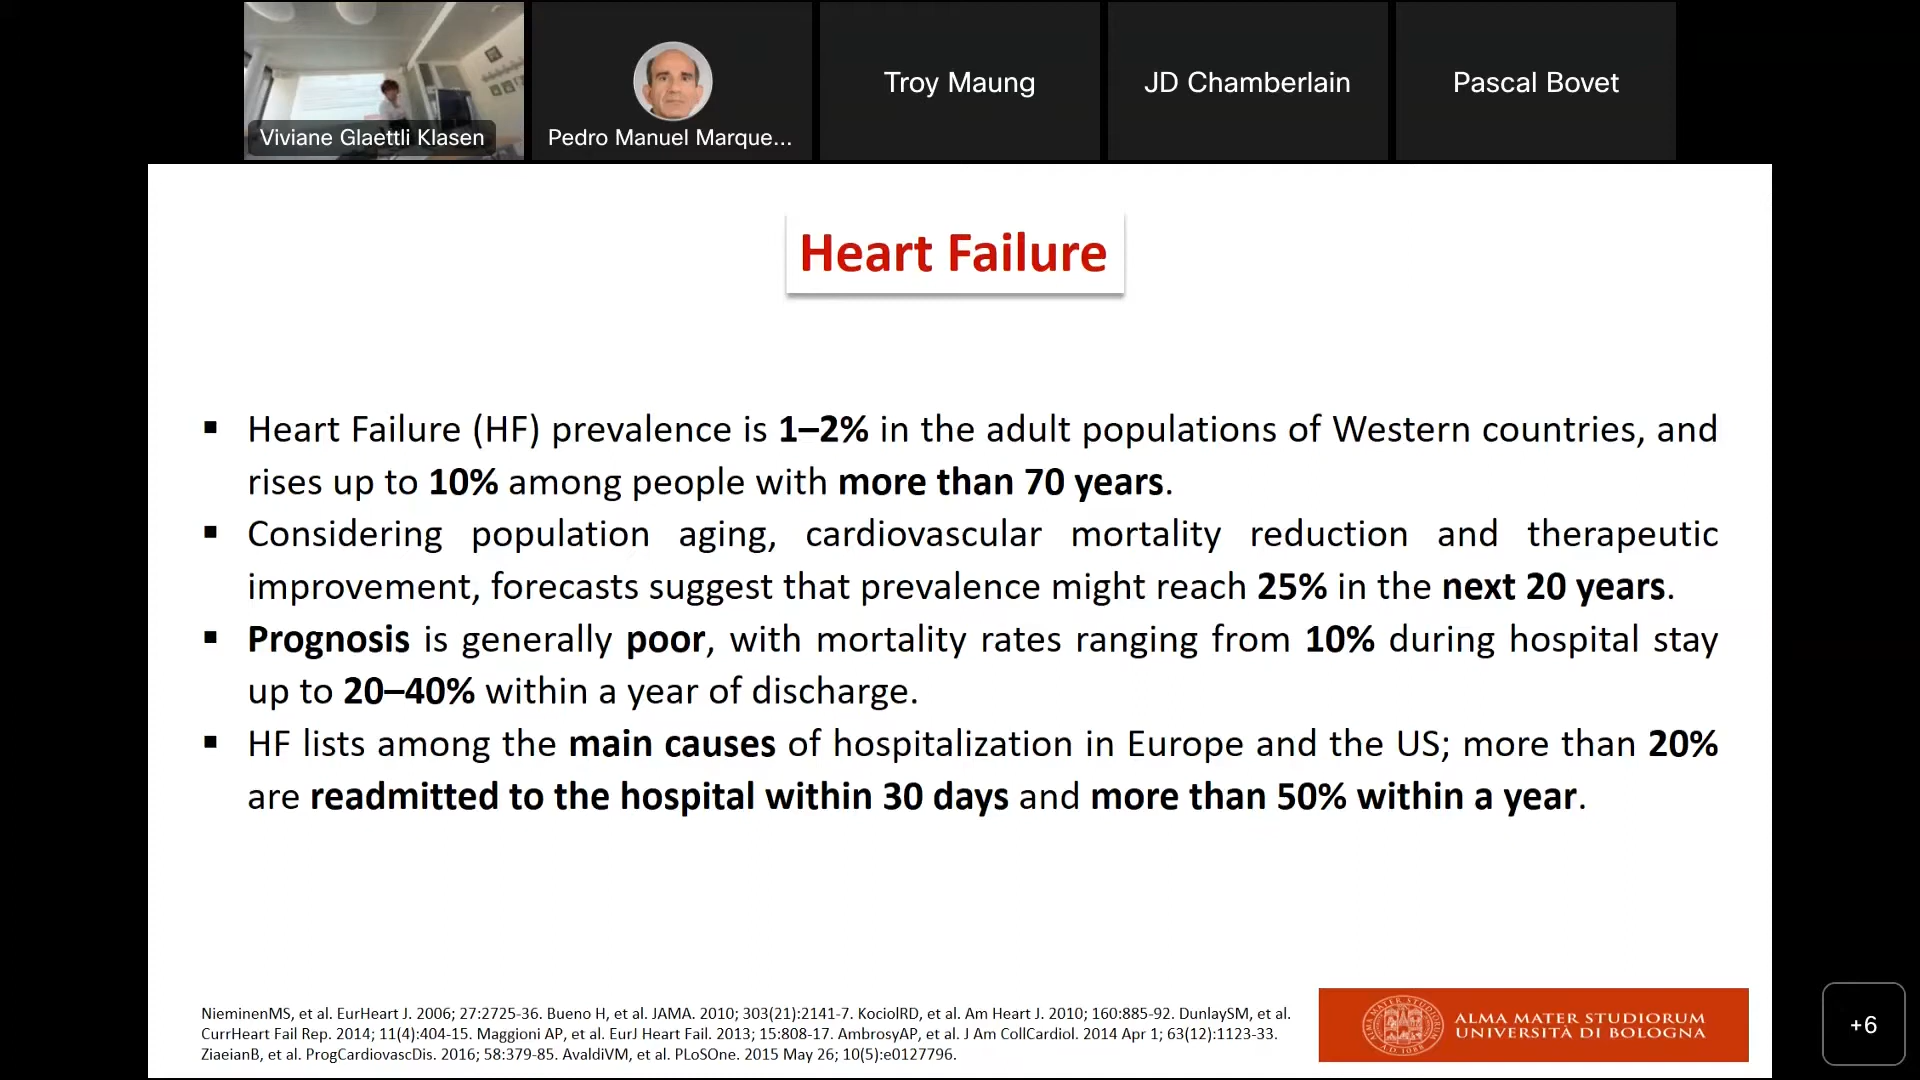 Viviane Glaettli Klasen
Pedro Manuel Marque...
Troy Maung
JD Chamberlain
Pascal Bovet
Heart Failure
▪ Heart Failure (HF) prevalence is 1–2% in the adult populations of Western countries, and
rises up to 10% among people with more than 70 years.
▪ Considering population aging, cardiovascular mortality reduction and therapeutic
improvement, forecasts suggest that prevalence might reach 25% in the next 20 years.
▪ Prognosis is generally poor, with mortality rates ranging from 10% during hospital stay
up to 20–40% within a year of discharge.
▪ HF lists among the main causes of hospitalization in Europe and the US; more than 20%
are readmitted to the hospital within 30 days and more than 50% within a year.
NieminenMS, et al. EurHeart J. 2006; 27:2725-36. Bueno H, et al. JAMA. 2010; 303(21):2141-7. KociolRD, et al. Am Heart J. 2010; 160:885-92. DunlaySM, et al.
CurrHeart Fail Rep. 2014; 11(4):404-15. Maggioni AP, et al. EurJ Heart Fail. 2013; 15:808-17. AmbrosyAP, et al. J Am CollCardiol. 2014 Apr 1; 63(12):1123-33.
ZiaeianB, et al. ProgCardiovascDis. 2016; 58:379-85. AvaldiVM, et al. PLoSOne. 2015 May 26; 10(5):e0127796.
ALMA MATER STUDIORUM
UNIVERSITÀ DI BOLOGNA
+6